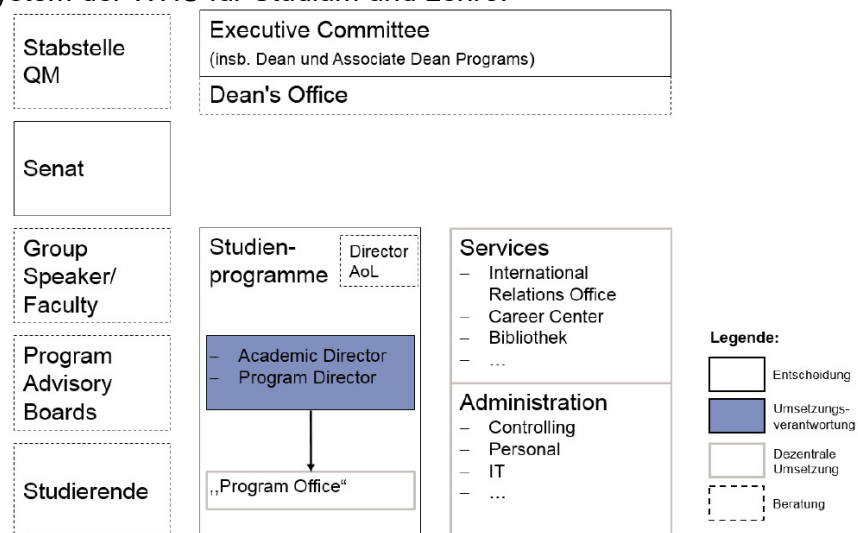 Stabstelle
QM
Executive Committee
(insb. Dean und Associate Dean Programs)
Dean's Office
Senat
Group
Speaker/
Faculty
Studien-
programme
Director
AoL
Services
– International
Relations Office
– Career Center
– Bibliothek
– ...
Program
Advisory
Boards
– Academic Director
– Program Director
Administration
– Controlling
– Personal
– IT
– ...
Studierende
,,Program Office“
Legende:
Entscheidung
Umsetzungs-
verantwortung
Dezentrale
Umsetzung
Beratung